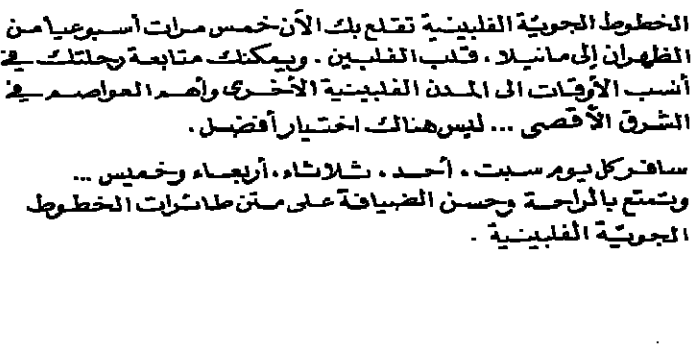 الخطوط الجويّة الفلبينية تقلع بك الآن خمس مرات أسبوعيا من
الظهران إلى مانيلا ، قلب الفلبين . ويمكنك متابعة رحلتك في
أنسب الأوقات الى المدن الفلبينية الأخرى وأهم العواصم في
الشرق الأقصى ... ليس هناك اختيار أفضل .
سافر كل يوم سبت ، أحد ، ثلاثاء ، أربعاء وخميس ...
وتمتع بالراحة وحسن الضيافة على متن طائرات الخطوط
الجويّة الفلبينية .